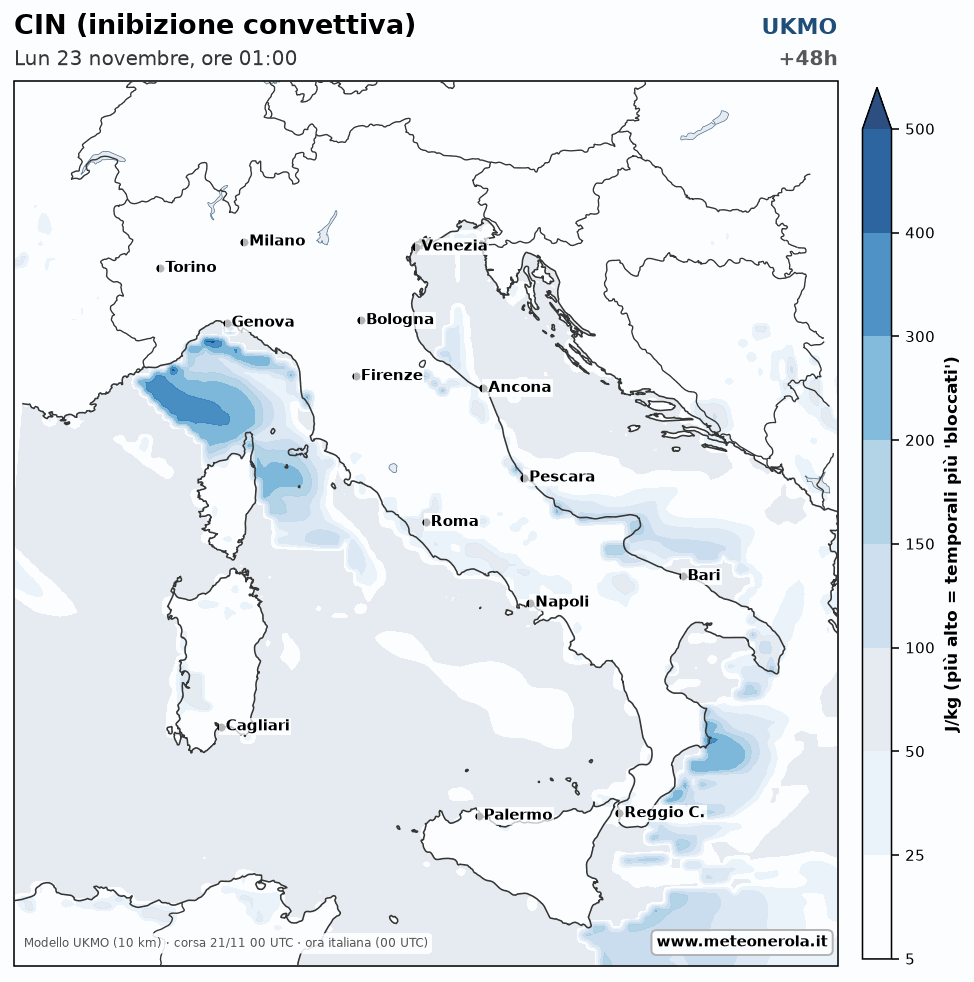 CIN (inibizione convettiva)
UKMO
Lun 23 novembre, ore 01:00
+48h
500
400
300
200
150
100
50
25
5
J/kg (più alto = temporali più 'bloccati')
Milano
Venezia
Torino
Genova
Bologna
Firenze
Ancona
Pescara
Roma
Bari
Napoli
Cagliari
Palermo
Reggio C.
Modello UKMO (10 km) · corsa 21/11 00 UTC · ora italiana (00 UTC)
www.meteonerola.it